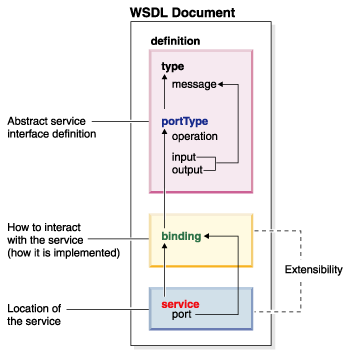 WSDL Document
definition
type
message
Abstract service
interface definition
portType
operation
input
output
How to interact
with the service
(how it is implemented)
binding
Extensibility
Location of
the service
service
port